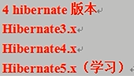 4 hibernate 版本
Hibernate3.x
Hibernate4.x
Hibernate5.x（学习）